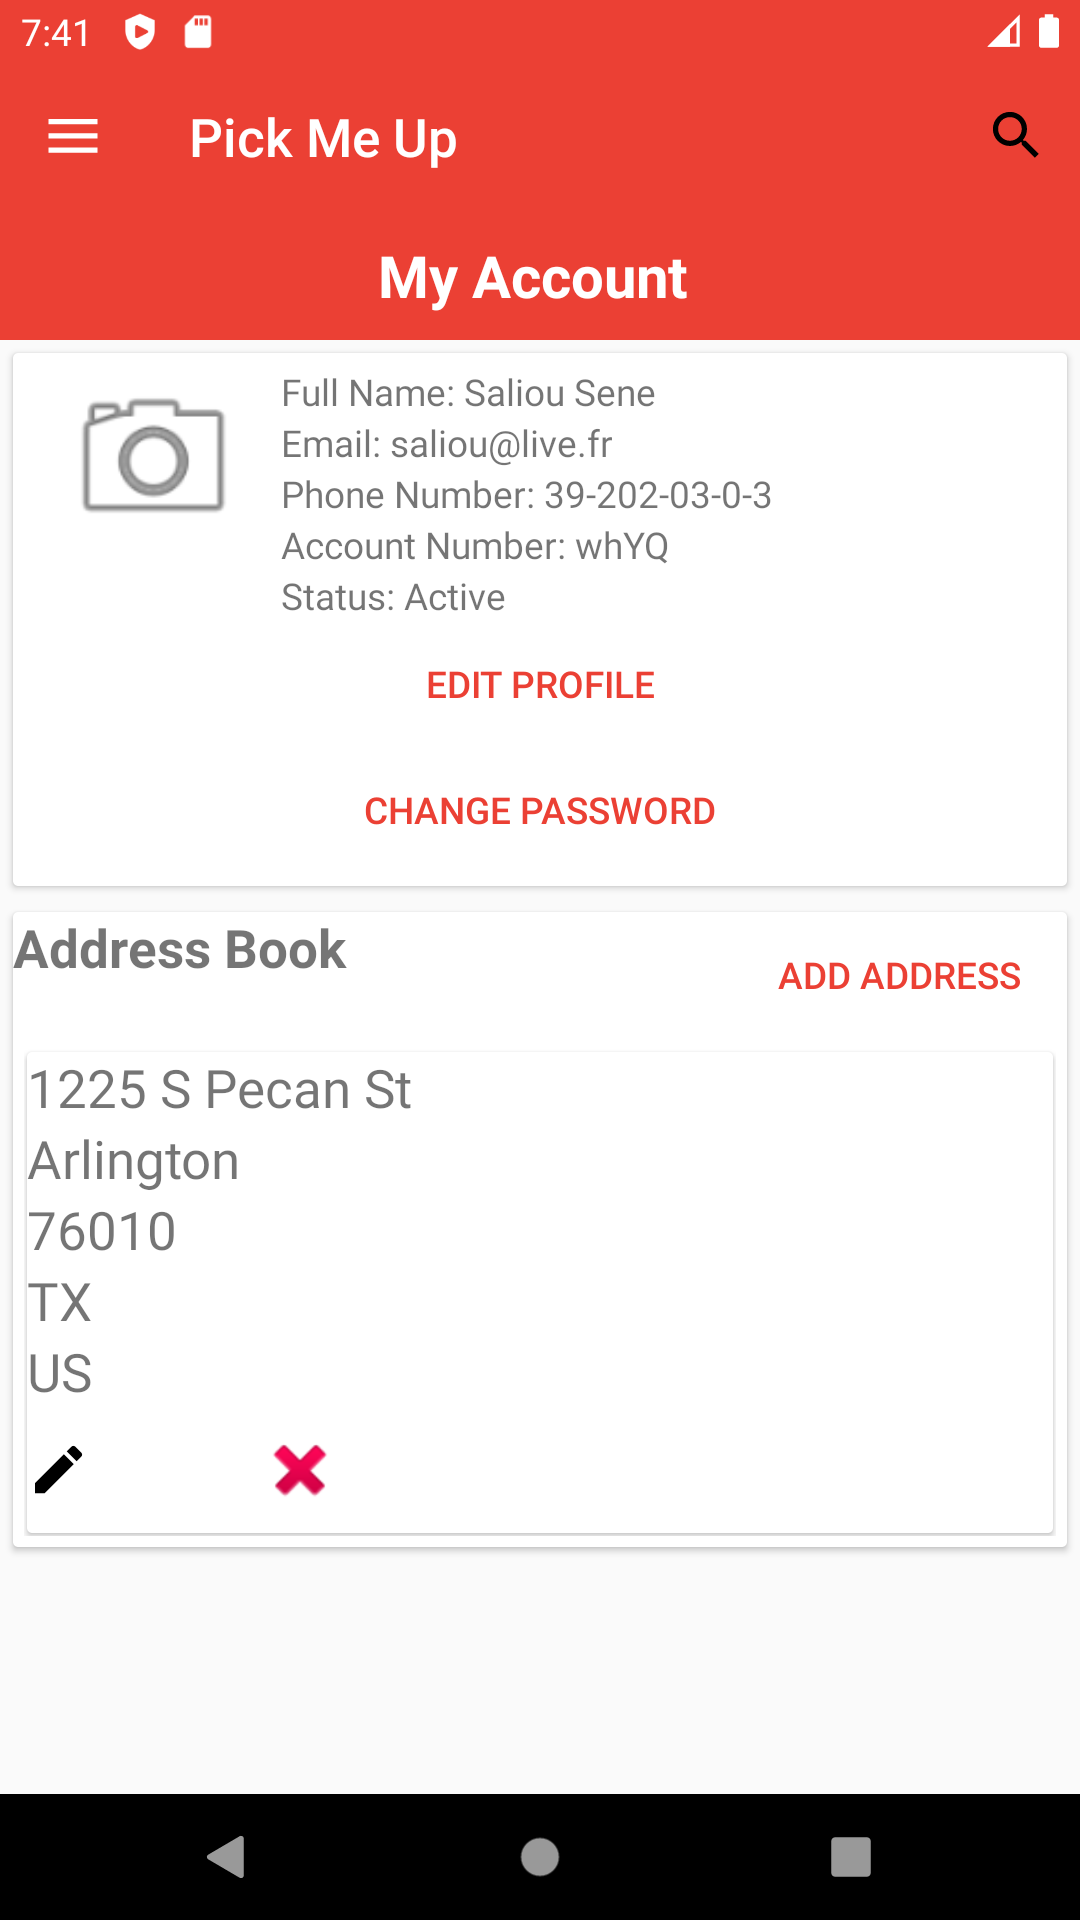 7:41
Pick Me Up
My Account
Full Name: Saliou Sene
Email: saliou@live.fr
Phone Number: 39-202-03-0-3
Account Number: whYQ
Status: Active
EDIT PROFILE
CHANGE PASSWORD
Address Book
ADD ADDRESS
1225 S Pecan St
Arlington
76010
TX
US